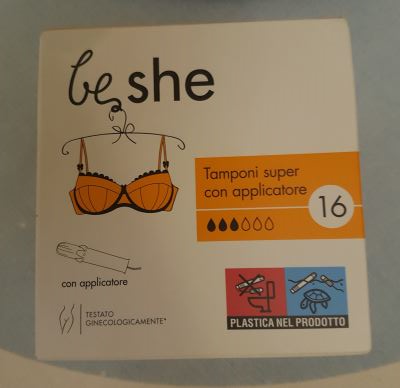 be she
Tamponi super
con applicatore
16
con applicatore
TESTATO
GINECOLOGICAMENTE*
PLASTICA NEL PRODOTTO